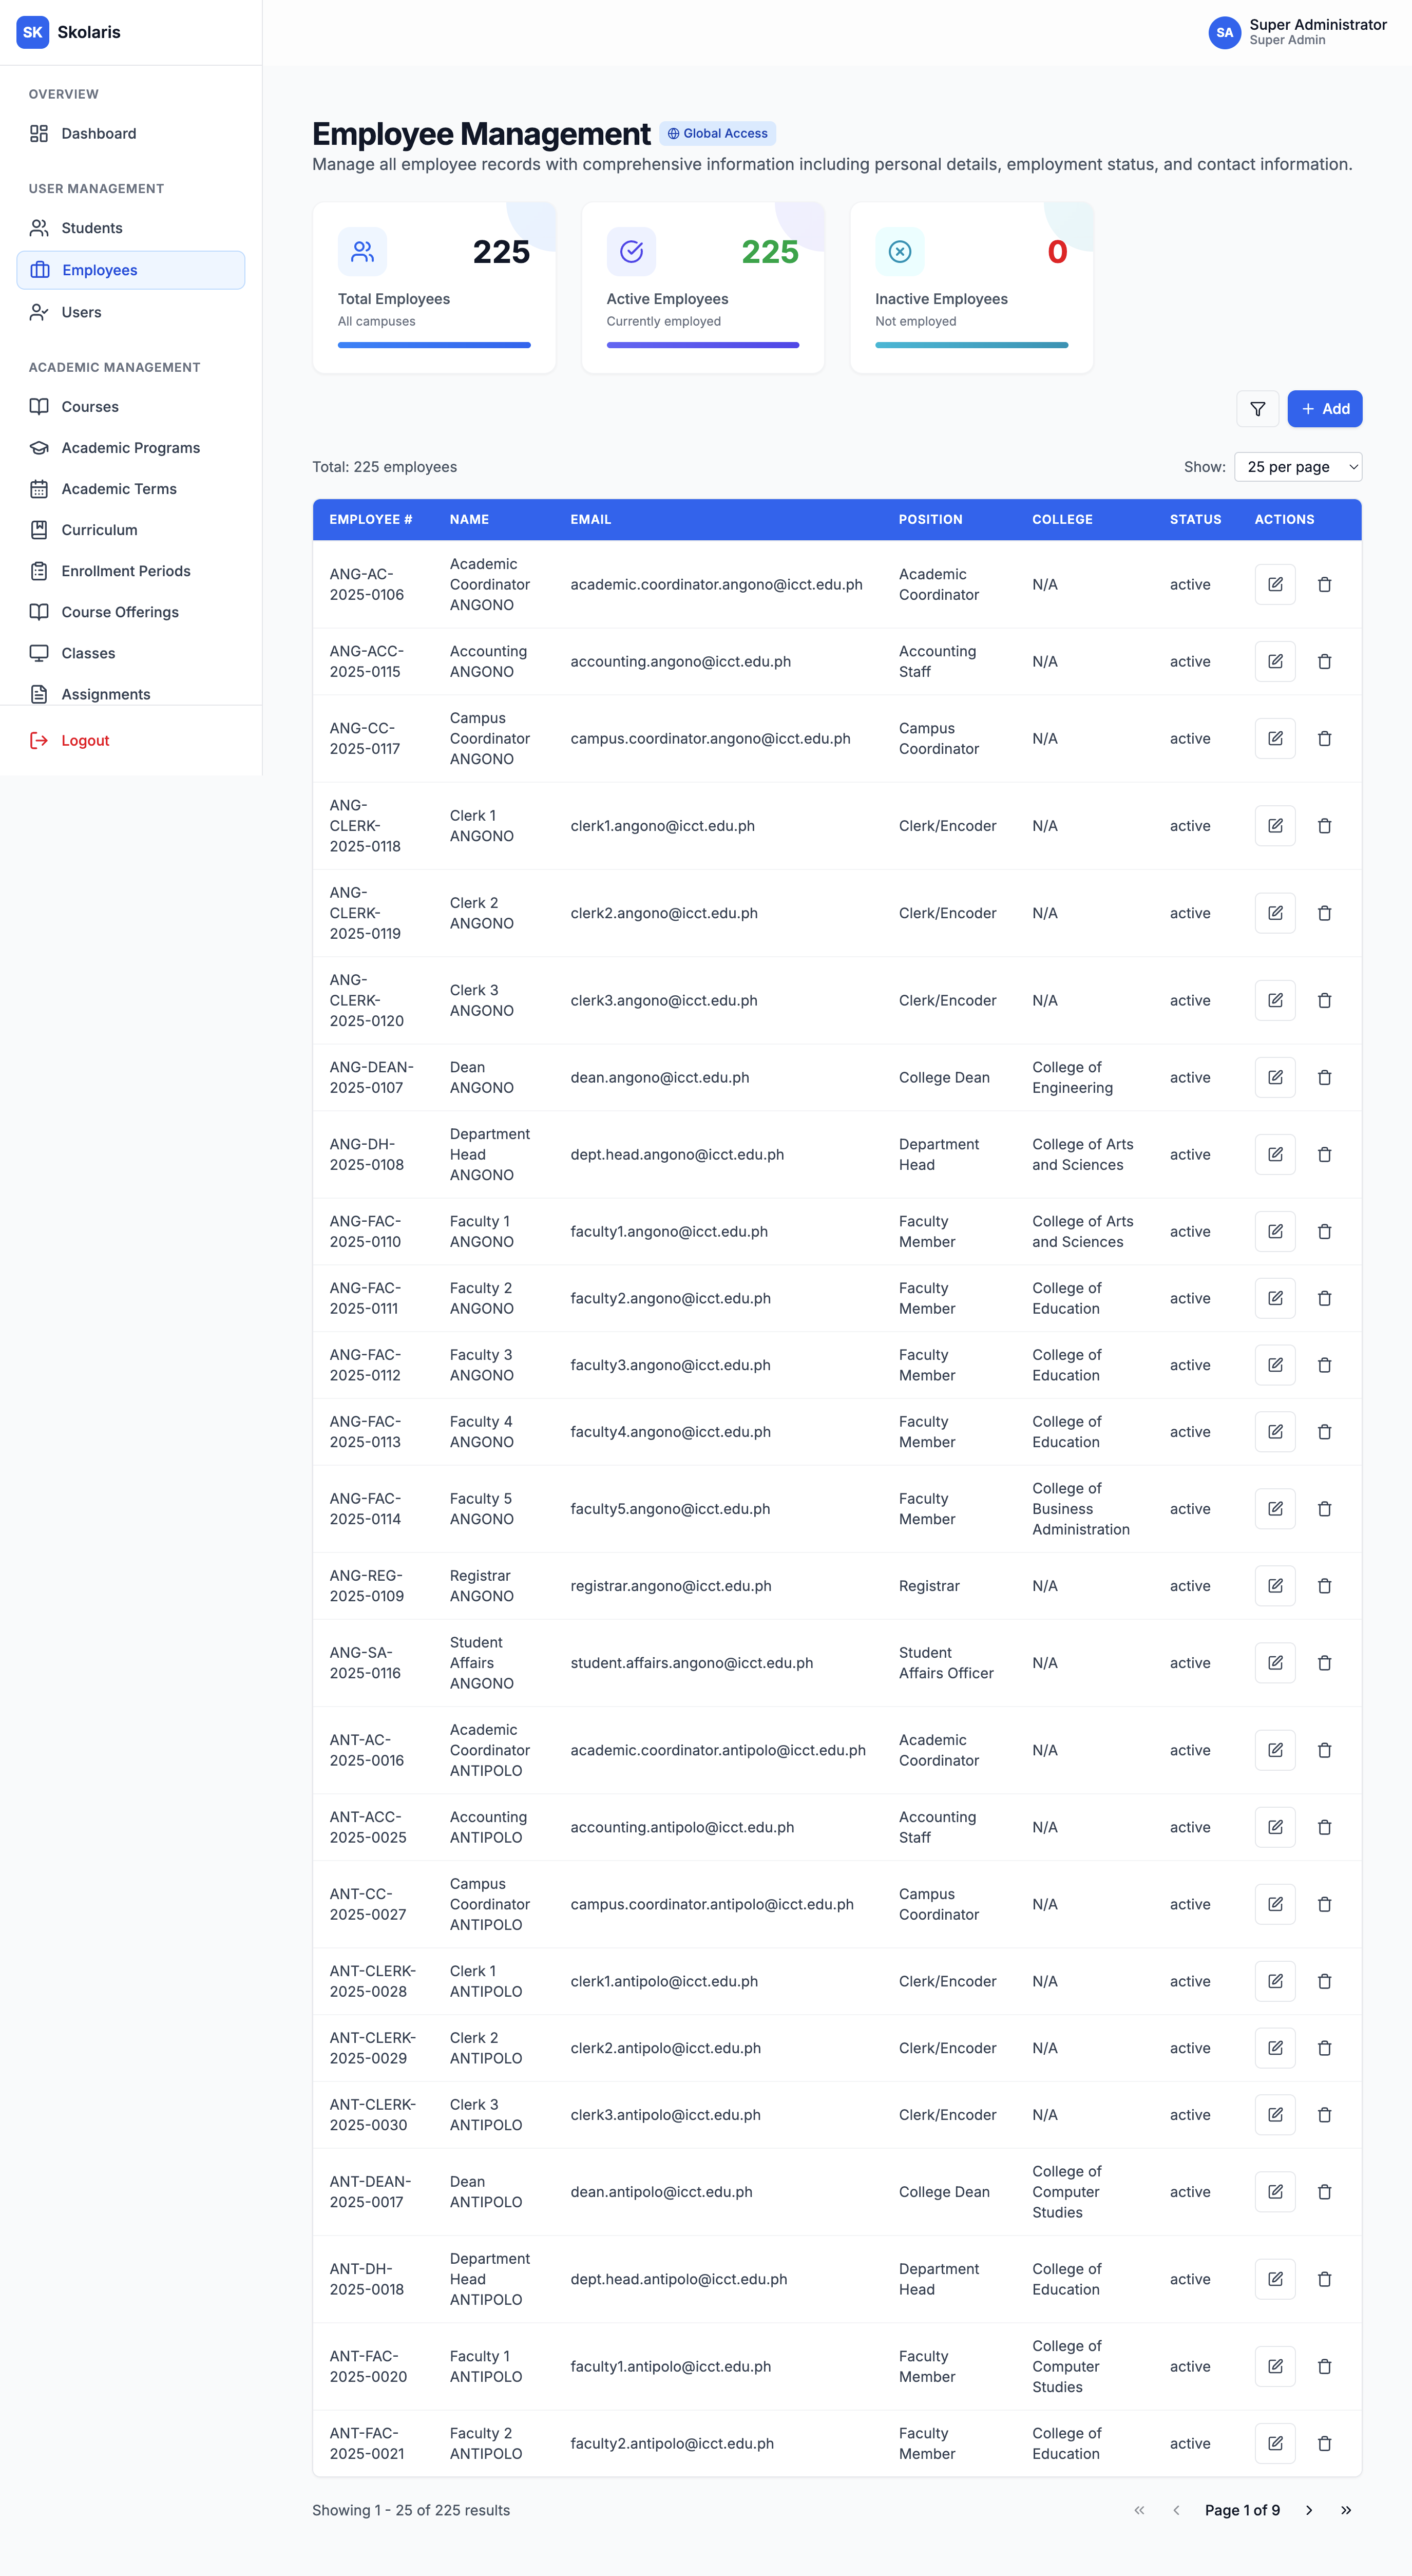 SK Skolaris
SA Super Administrator
Super Admin
OVERVIEW
Dashboard
USER MANAGEMENT
Students
Employees
Users
ACADEMIC MANAGEMENT
Courses
Academic Programs
Academic Terms
Curriculum
Enrollment Periods
Course Offerings
Classes
Assignments
Logout
Employee Management Global Access
Manage all employee records with comprehensive information including personal details, employment status, and contact information.
225
Total Employees
All campuses
225
Active Employees
Currently employed
0
Inactive Employees
Not employed
Add
Total: 225 employees Show: 25 per page
EMPLOYEE # NAME EMAIL POSITION COLLEGE STATUS ACTIONS
ANG-AC-2025-0106 Academic Coordinator ANGONO academic.coordinator.angono@icct.edu.ph Academic Coordinator N/A active
ANG-ACC-2025-0115 Accounting ANGONO accounting.angono@icct.edu.ph Accounting Staff N/A active
ANG-CC-2025-0117 Campus Coordinator ANGONO campus.coordinator.angono@icct.edu.ph Campus Coordinator N/A active
ANG-CLERK-2025-0118 Clerk 1 ANGONO clerk1.angono@icct.edu.ph Clerk/Encoder N/A active
ANG-CLERK-2025-0119 Clerk 2 ANGONO clerk2.angono@icct.edu.ph Clerk/Encoder N/A active
ANG-CLERK-2025-0120 Clerk 3 ANGONO clerk3.angono@icct.edu.ph Clerk/Encoder N/A active
ANG-DEAN-2025-0107 Dean ANGONO dean.angono@icct.edu.ph College Dean College of Engineering active
ANG-DH-2025-0108 Department Head ANGONO dept.head.angono@icct.edu.ph Department Head College of Arts and Sciences active
ANG-FAC-2025-0110 Faculty 1 ANGONO faculty1.angono@icct.edu.ph Faculty Member College of Arts and Sciences active
ANG-FAC-2025-0111 Faculty 2 ANGONO faculty2.angono@icct.edu.ph Faculty Member College of Education active
ANG-FAC-2025-0112 Faculty 3 ANGONO faculty3.angono@icct.edu.ph Faculty Member College of Education active
ANG-FAC-2025-0113 Faculty 4 ANGONO faculty4.angono@icct.edu.ph Faculty Member College of Education active
ANG-FAC-2025-0114 Faculty 5 ANGONO faculty5.angono@icct.edu.ph Faculty Member College of Business Administration active
ANG-REG-2025-0109 Registrar ANGONO registrar.angono@icct.edu.ph Registrar N/A active
ANG-SA-2025-0116 Student Affairs ANGONO student.affairs.angono@icct.edu.ph Student Affairs Officer N/A active
ANT-AC-2025-0016 Academic Coordinator ANTIPOLO academic.coordinator.antipolo@icct.edu.ph Academic Coordinator N/A active
ANT-ACC-2025-0025 Accounting ANTIPOLO accounting.antipolo@icct.edu.ph Accounting Staff N/A active
ANT-CC-2025-0027 Campus Coordinator ANTIPOLO campus.coordinator.antipolo@icct.edu.ph Campus Coordinator N/A active
ANT-CLERK-2025-0028 Clerk 1 ANTIPOLO clerk1.antipolo@icct.edu.ph Clerk/Encoder N/A active
ANT-CLERK-2025-0029 Clerk 2 ANTIPOLO clerk2.antipolo@icct.edu.ph Clerk/Encoder N/A active
ANT-CLERK-2025-0030 Clerk 3 ANTIPOLO clerk3.antipolo@icct.edu.ph Clerk/Encoder N/A active
ANT-DEAN-2025-0017 Dean ANTIPOLO dean.antipolo@icct.edu.ph College Dean College of Computer Studies active
ANT-DH-2025-0018 Department Head ANTIPOLO dept.head.antipolo@icct.edu.ph Department Head College of Education active
ANT-FAC-2025-0020 Faculty 1 ANTIPOLO faculty1.antipolo@icct.edu.ph Faculty Member College of Computer Studies active
ANT-FAC-2025-0021 Faculty 2 ANTIPOLO faculty2.antipolo@icct.edu.ph Faculty Member College of Education active
Showing 1 - 25 of 225 results Page 1 of 9